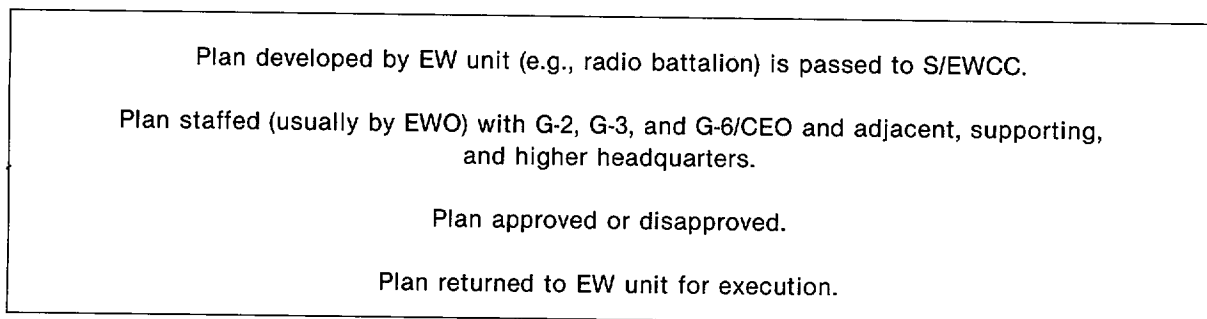 Plan developed by EW unit (e.g., radio battalion) is passed to S/EWCC.
Plan staffed (usually by EWO) with G-2, G-3, and G-6/CEO and adjacent, supporting,
and higher headquarters.
Plan approved or disapproved.
Plan returned to EW unit for execution.